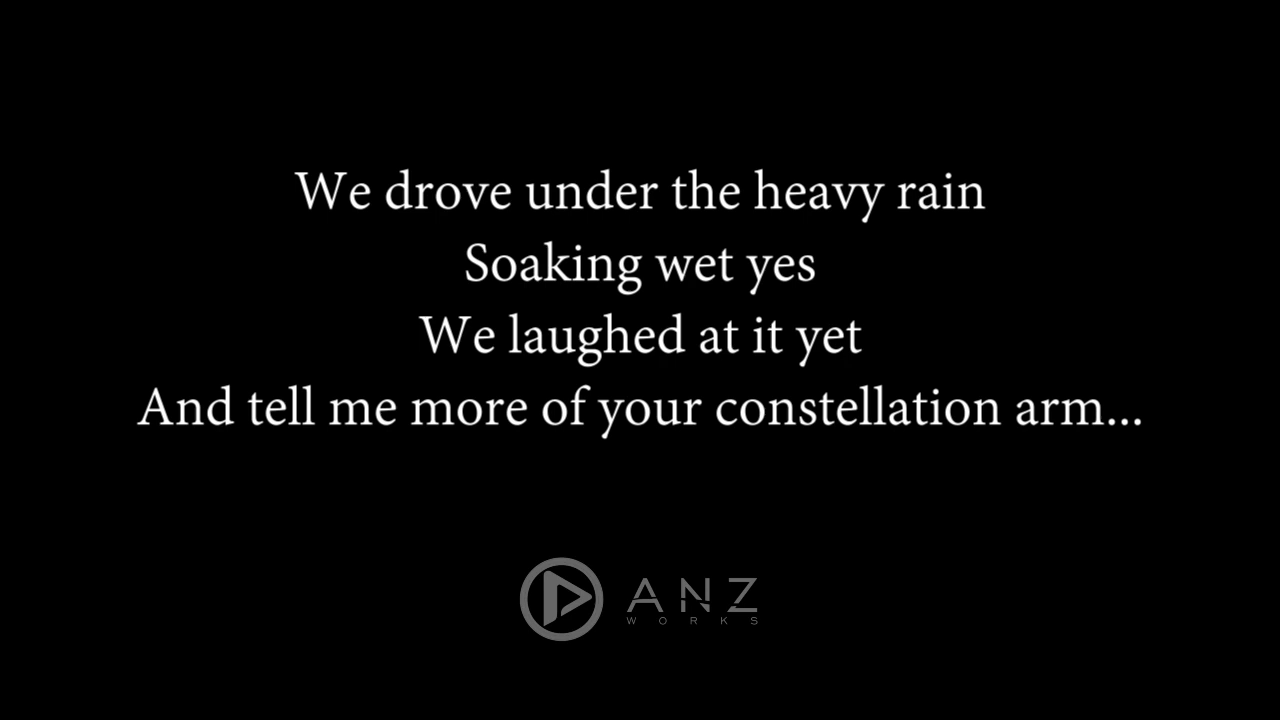 We drove under the heavy rain
Soaking wet yes
We laughed at it yet
And tell me more of your constellation arm...
ANZ
WORKS